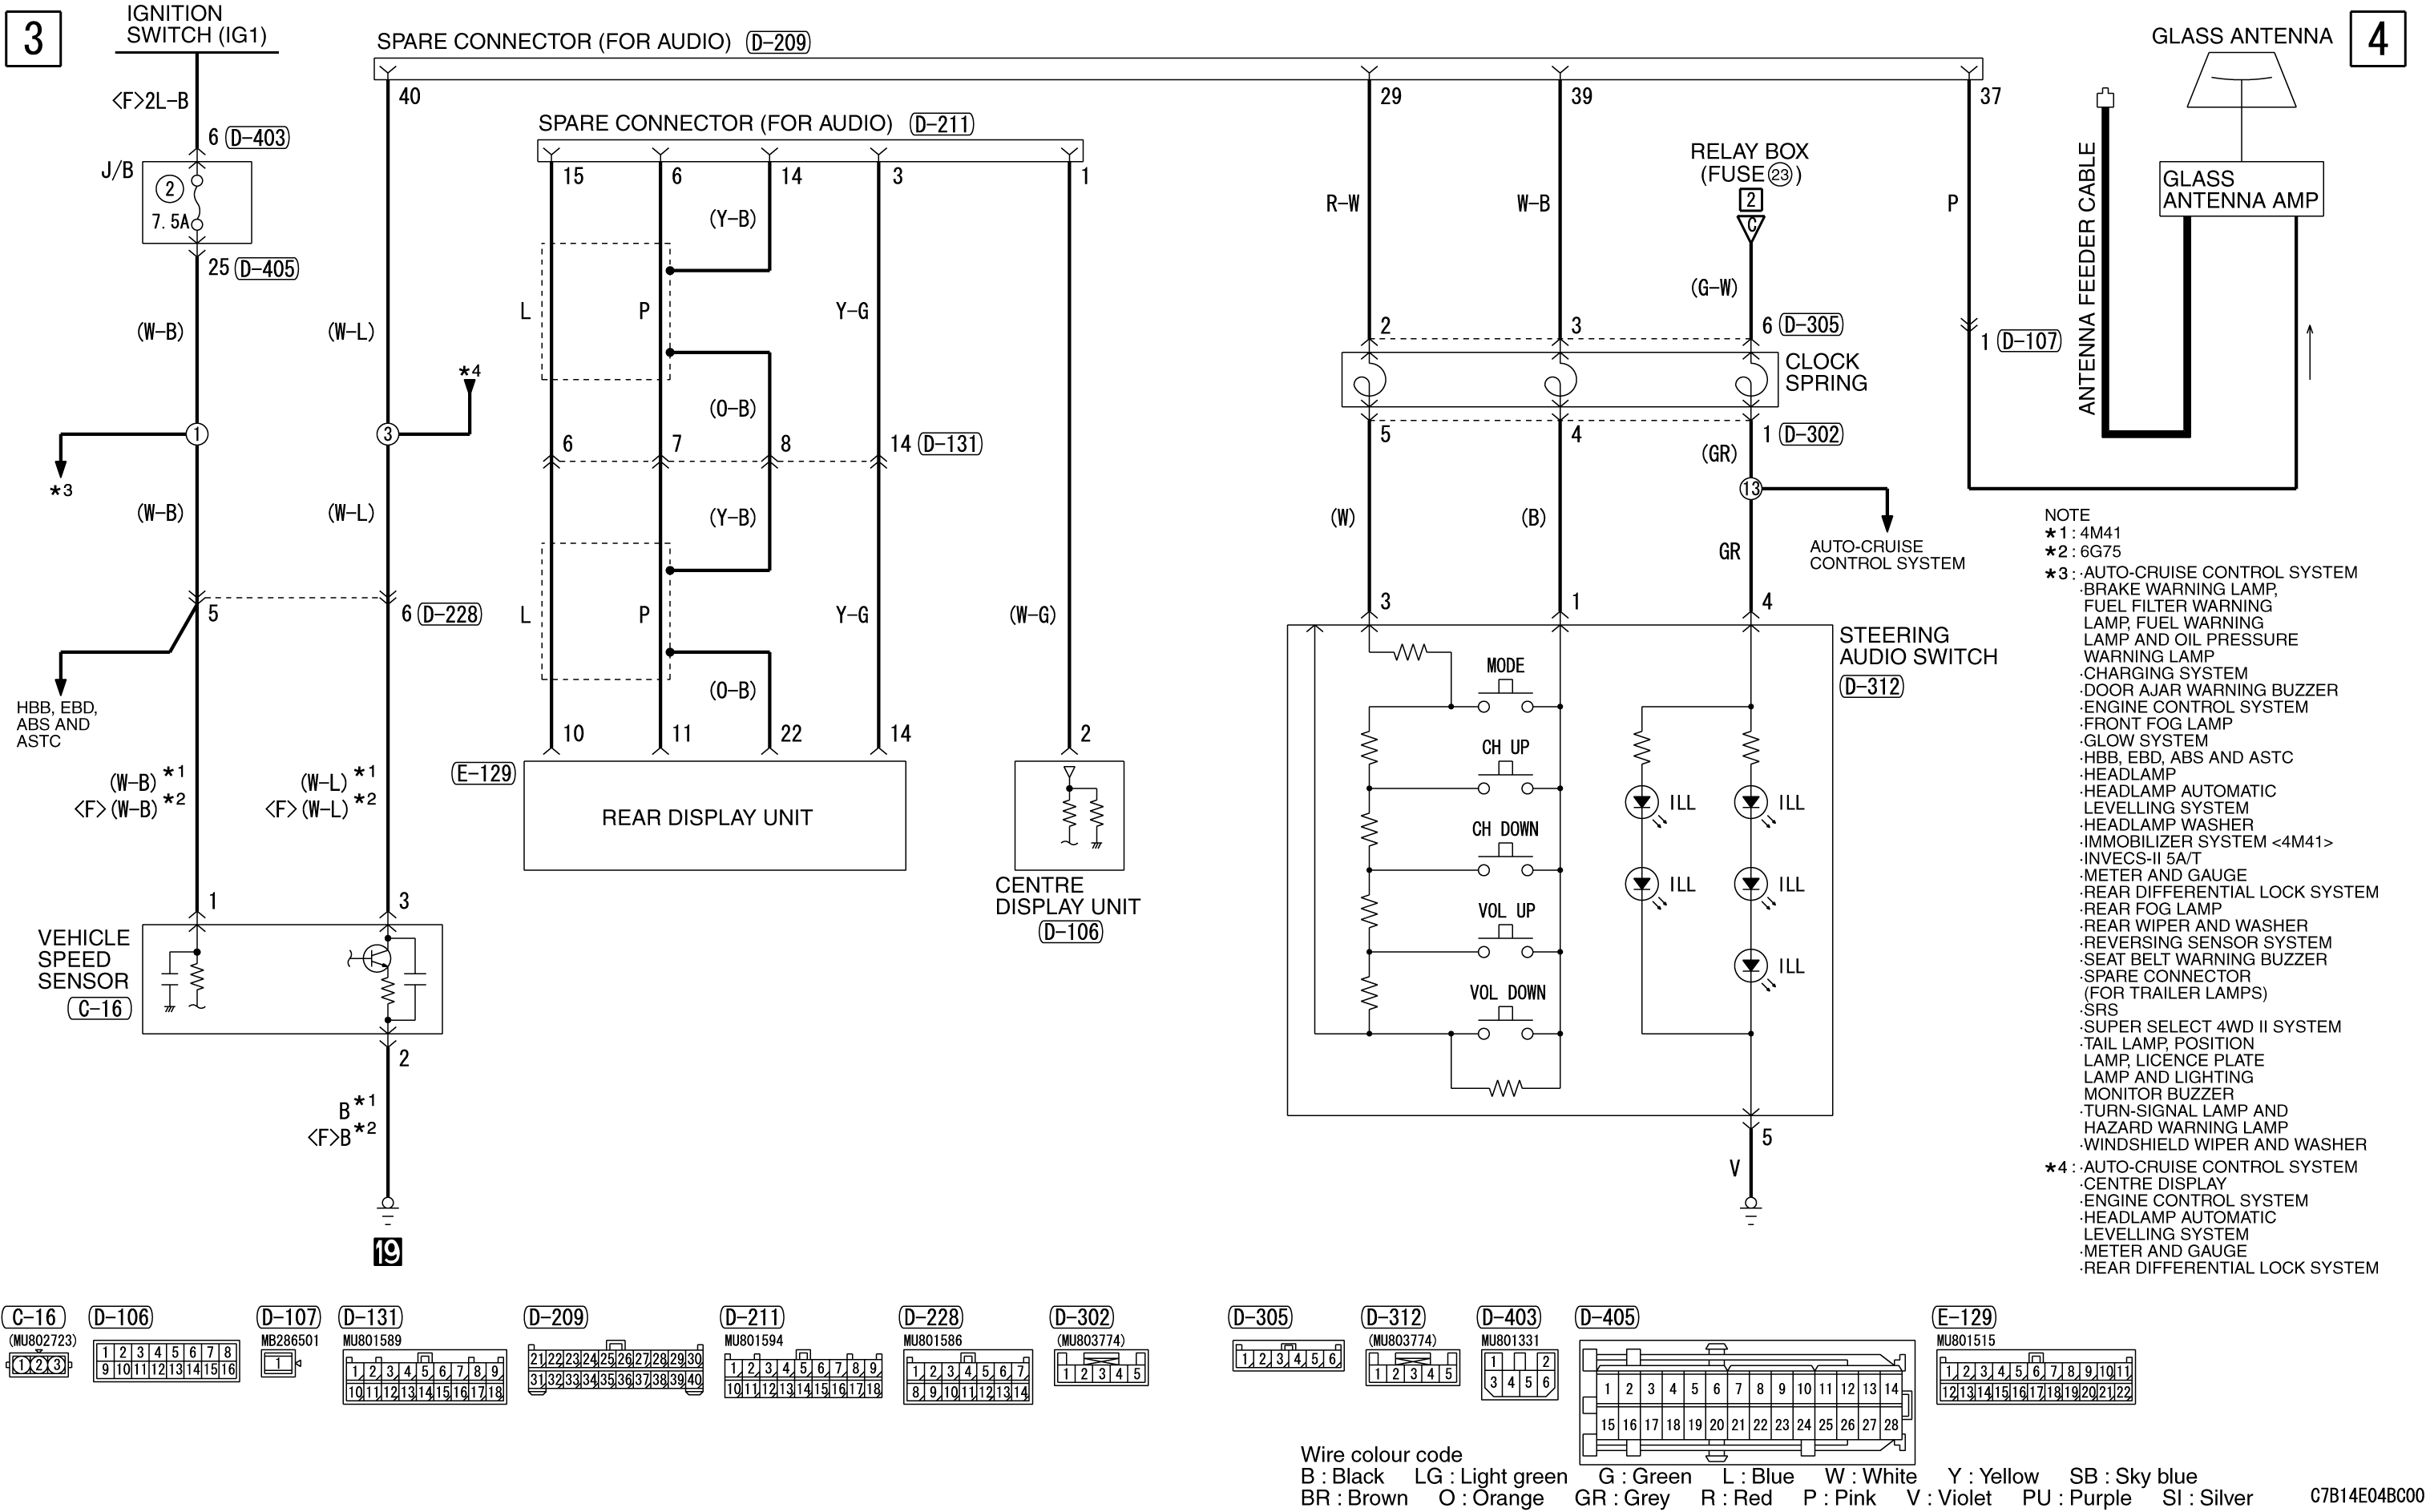 3
IGNITION
SWITCH (IG1)
<F>2L-B
6 (D-403)
J/B
2
7.5A
25 (D-405)
(W-B)
1
*3
(W-B)
5
HBB, EBD,
ABS AND
ASTC
(W-B) *1
<F>(W-B) *2
1
VEHICLE
SPEED
SENSOR
C-16
SPARE CONNECTOR (FOR AUDIO) D-209
40
(W-L)
*4
3
(W-L)
6 D-228
(W-L) *1
<F>(W-L) *2
3
2
B *1
<F>B *2
19
SPARE CONNECTOR (FOR AUDIO) D-211
15 6 14 3 1
(Y-B)
L P Y-G
(O-B)
6 7 8 14 D-131
(Y-B)
L P Y-G (W-G)
(O-B)
10 11 22 14 2
E-129
REAR DISPLAY UNIT
CENTRE
DISPLAY UNIT
D-106
29 39 37
RELAY BOX
(FUSE 23)
2
C
R-W W-B P
(G-W)
2 3 6 D-305
CLOCK
SPRING
5 4 1 D-302
(GR)
13
(W) (B)
GR
AUTO-CRUISE
CONTROL SYSTEM
3 1 4
STEERING
AUDIO SWITCH
D-312
MODE
CH UP
ILL ILL
CH DOWN
ILL ILL
VOL UP
ILL
VOL DOWN
5
V
1 D-107
GLASS ANTENNA
4
ANTENNA FEEDER CABLE
GLASS
ANTENNA AMP
NOTE
*1 : 4M41
*2 : 6G75
*3 : ·AUTO-CRUISE CONTROL SYSTEM
·BRAKE WARNING LAMP,
FUEL FILTER WARNING
LAMP, FUEL WARNING
LAMP AND OIL PRESSURE
WARNING LAMP
·CHARGING SYSTEM
·DOOR AJAR WARNING BUZZER
·ENGINE CONTROL SYSTEM
·FRONT FOG LAMP
·GLOW SYSTEM
·HBB, EBD, ABS AND ASTC
·HEADLAMP
·HEADLAMP AUTOMATIC
LEVELLING SYSTEM
·HEADLAMP WASHER
·IMMOBILIZER SYSTEM <4M41>
·INVECS-II 5A/T
·METER AND GAUGE
·REAR DIFFERENTIAL LOCK SYSTEM
·REAR FOG LAMP
·REAR WIPER AND WASHER
·REVERSING SENSOR SYSTEM
·SEAT BELT WARNING BUZZER
·SPARE CONNECTOR
(FOR TRAILER LAMPS)
·SRS
·SUPER SELECT 4WD II SYSTEM
·TAIL LAMP, POSITION
LAMP, LICENCE PLATE
LAMP AND LIGHTING
MONITOR BUZZER
·TURN-SIGNAL LAMP AND
HAZARD WARNING LAMP
·WINDSHIELD WIPER AND WASHER
*4 : ·AUTO-CRUISE CONTROL SYSTEM
·CENTRE DISPLAY
·ENGINE CONTROL SYSTEM
·HEADLAMP AUTOMATIC
LEVELLING SYSTEM
·METER AND GAUGE
·REAR DIFFERENTIAL LOCK SYSTEM
C-16
(MU802723)
1 2 3
D-106
1 2 3 4 5 6 7 8
9 10 11 12 13 14 15 16
D-107
MB286501
1
D-131
MU801589
1 2 3 4 5 6 7 8 9
10 11 12 13 14 15 16 17 18
D-209
21 22 23 24 25 26 27 28 29 30
31 32 33 34 35 36 37 38 39 40
D-211
MU801594
1 2 3 4 5 6 7 8 9
10 11 12 13 14 15 16 17 18
D-228
MU801586
1 2 3 4 5 6 7
8 9 10 11 12 13 14
D-302
(MU803774)
1 2 3 4 5
D-305
1 2 3 4 5 6
D-312
(MU803774)
1 2 3 4 5
D-403
MU801331
1 2
3 4 5 6
D-405
1 2 3 4 5 6 7 8 9 10 11 12 13 14
15 16 17 18 19 20 21 22 23 24 25 26 27 28
E-129
MU801515
1 2 3 4 5 6 7 8 9 10 11
12 13 14 15 16 17 18 19 20 21 22
Wire colour code
B : Black LG : Light green G : Green L : Blue W : White Y : Yellow SB : Sky blue
BR : Brown O : Orange GR : Grey R : Red P : Pink V : Violet PU : Purple SI : Silver
C7B14E04BC00